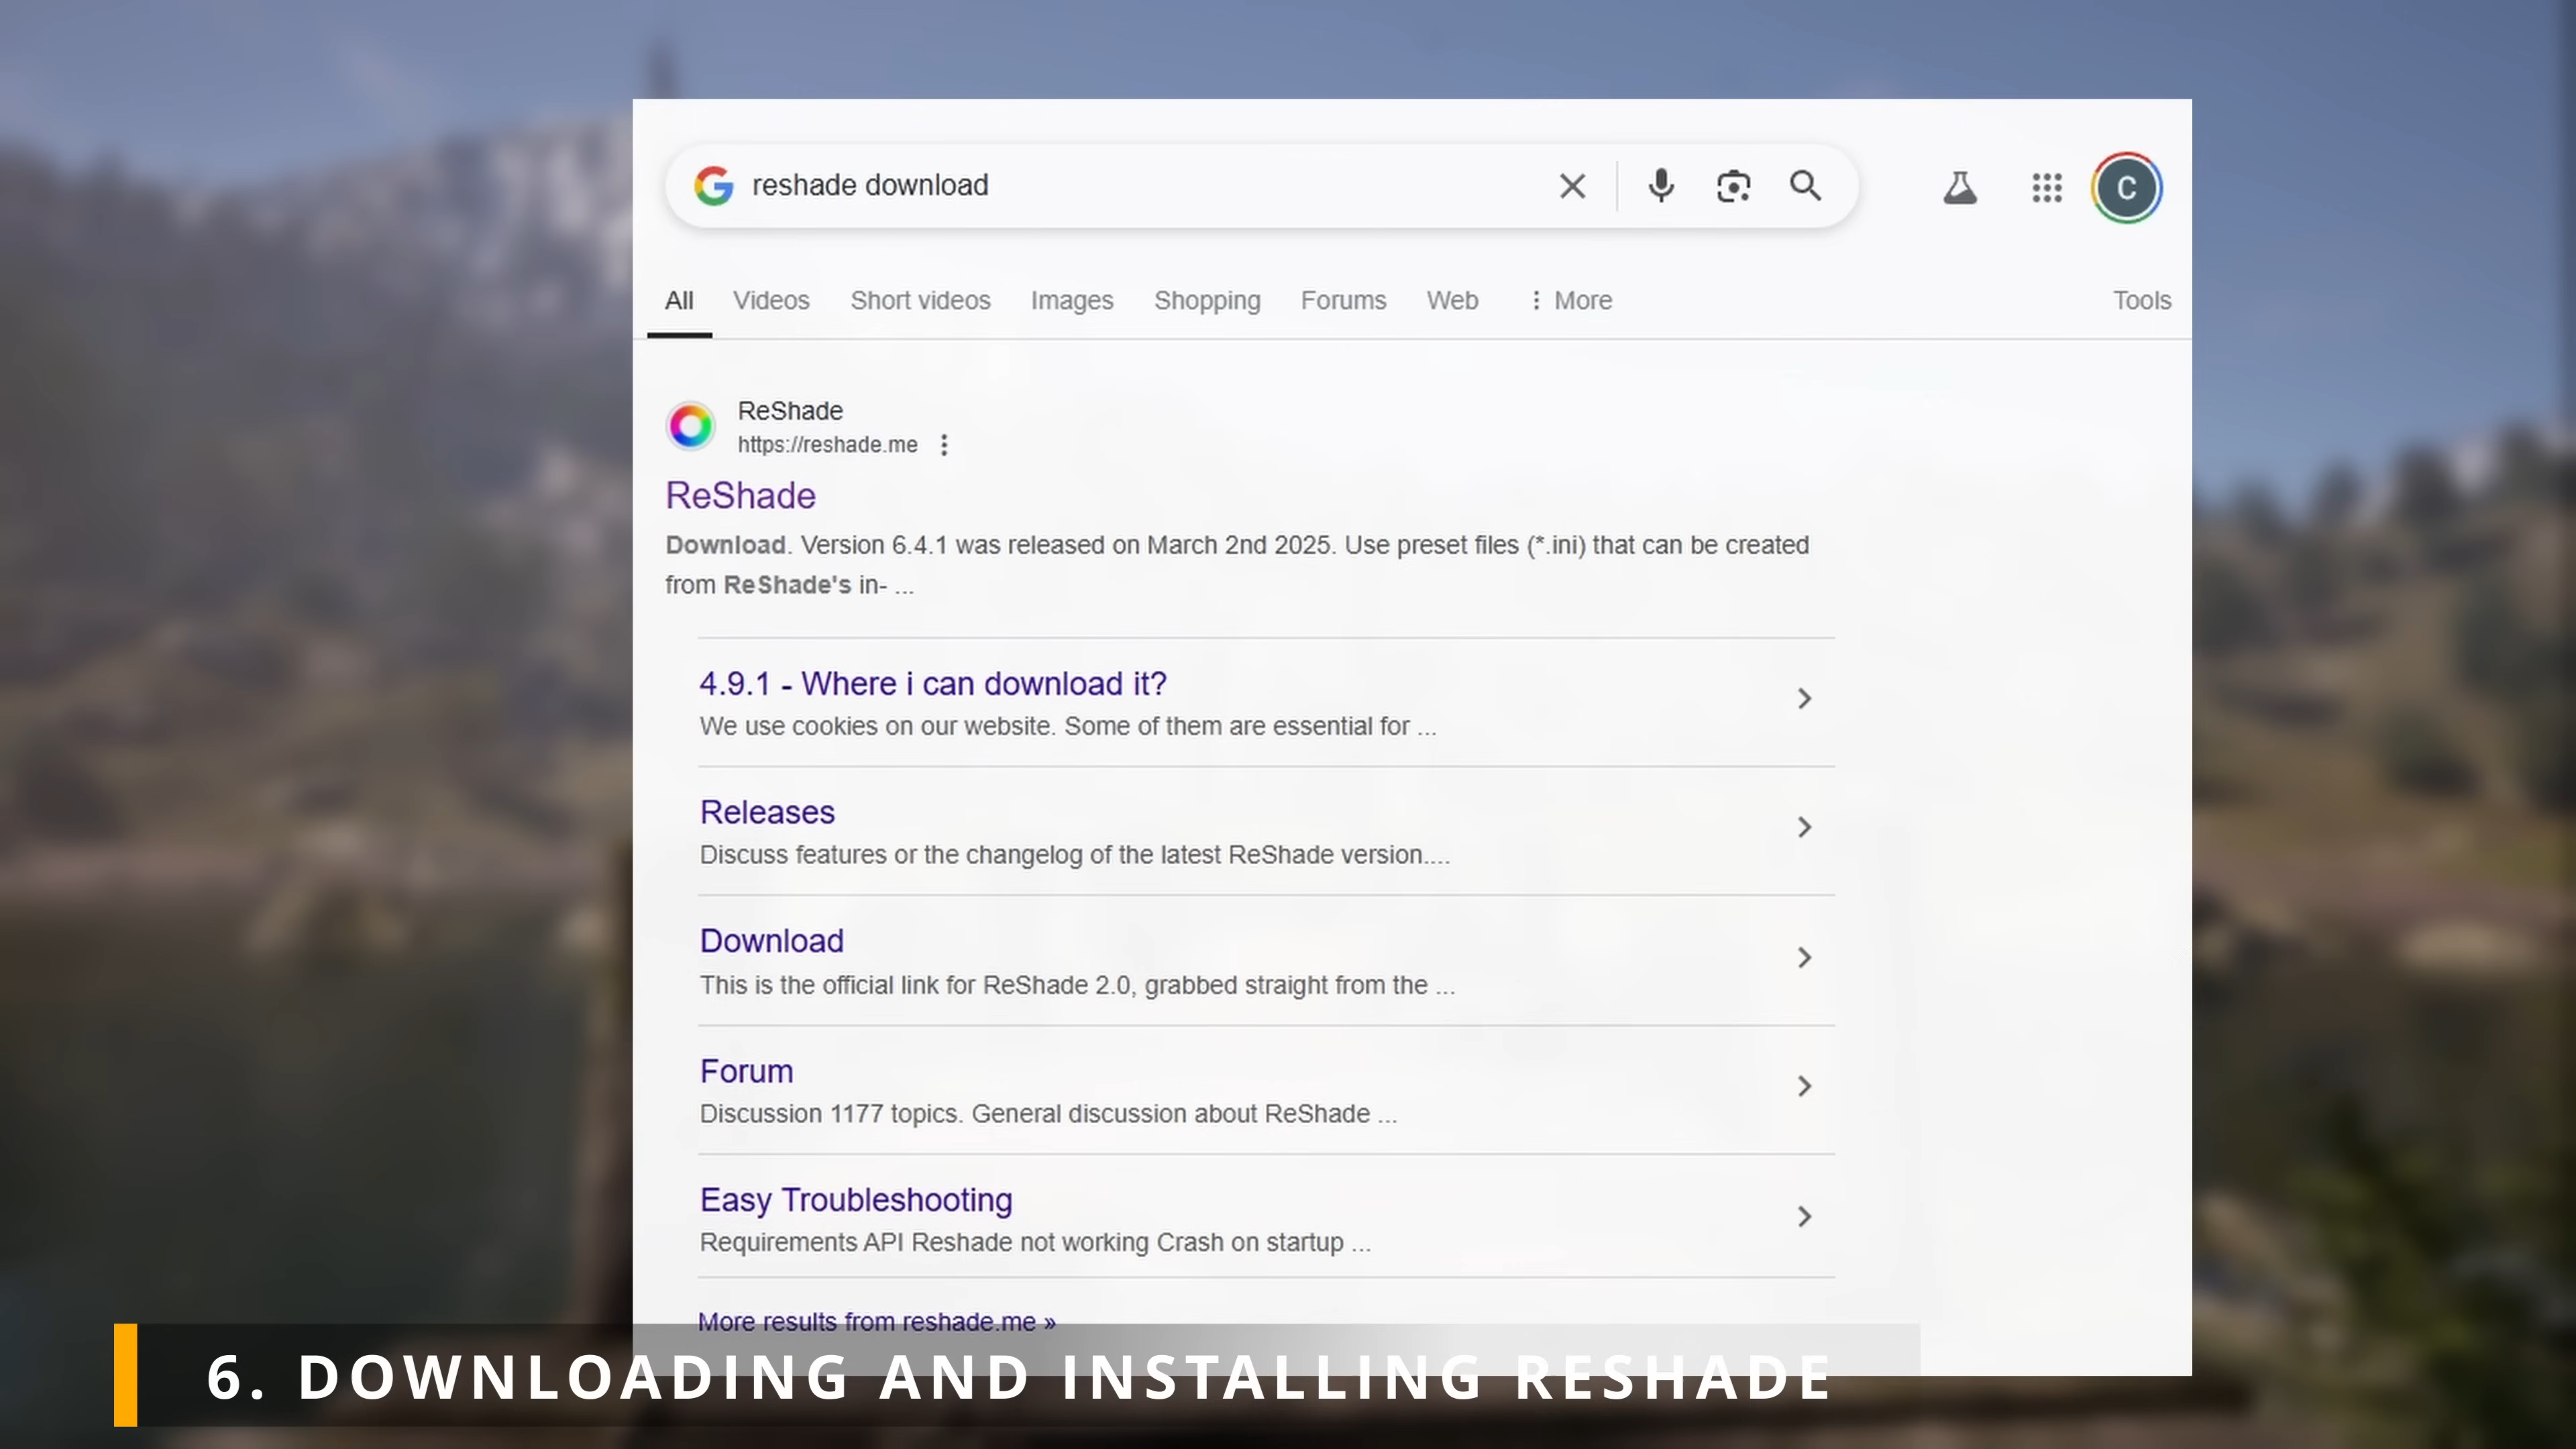 reshade download
C
All Videos Short videos Images Shopping Forums Web More Tools
ReShade
https://reshade.me
ReShade
Download. Version 6.4.1 was released on March 2nd 2025. Use preset files (*.ini) that can be created
from ReShade's in- ...
4.9.1 - Where i can download it?
We use cookies on our website. Some of them are essential for ...
Releases
Discuss features or the changelog of the latest ReShade version....
Download
This is the official link for ReShade 2.0, grabbed straight from the ...
Forum
Discussion 1177 topics. General discussion about ReShade ...
Easy Troubleshooting
Requirements API Reshade not working Crash on startup ...
More results from reshade.me »
6. DOWNLOADING AND INSTALLING RESHADE